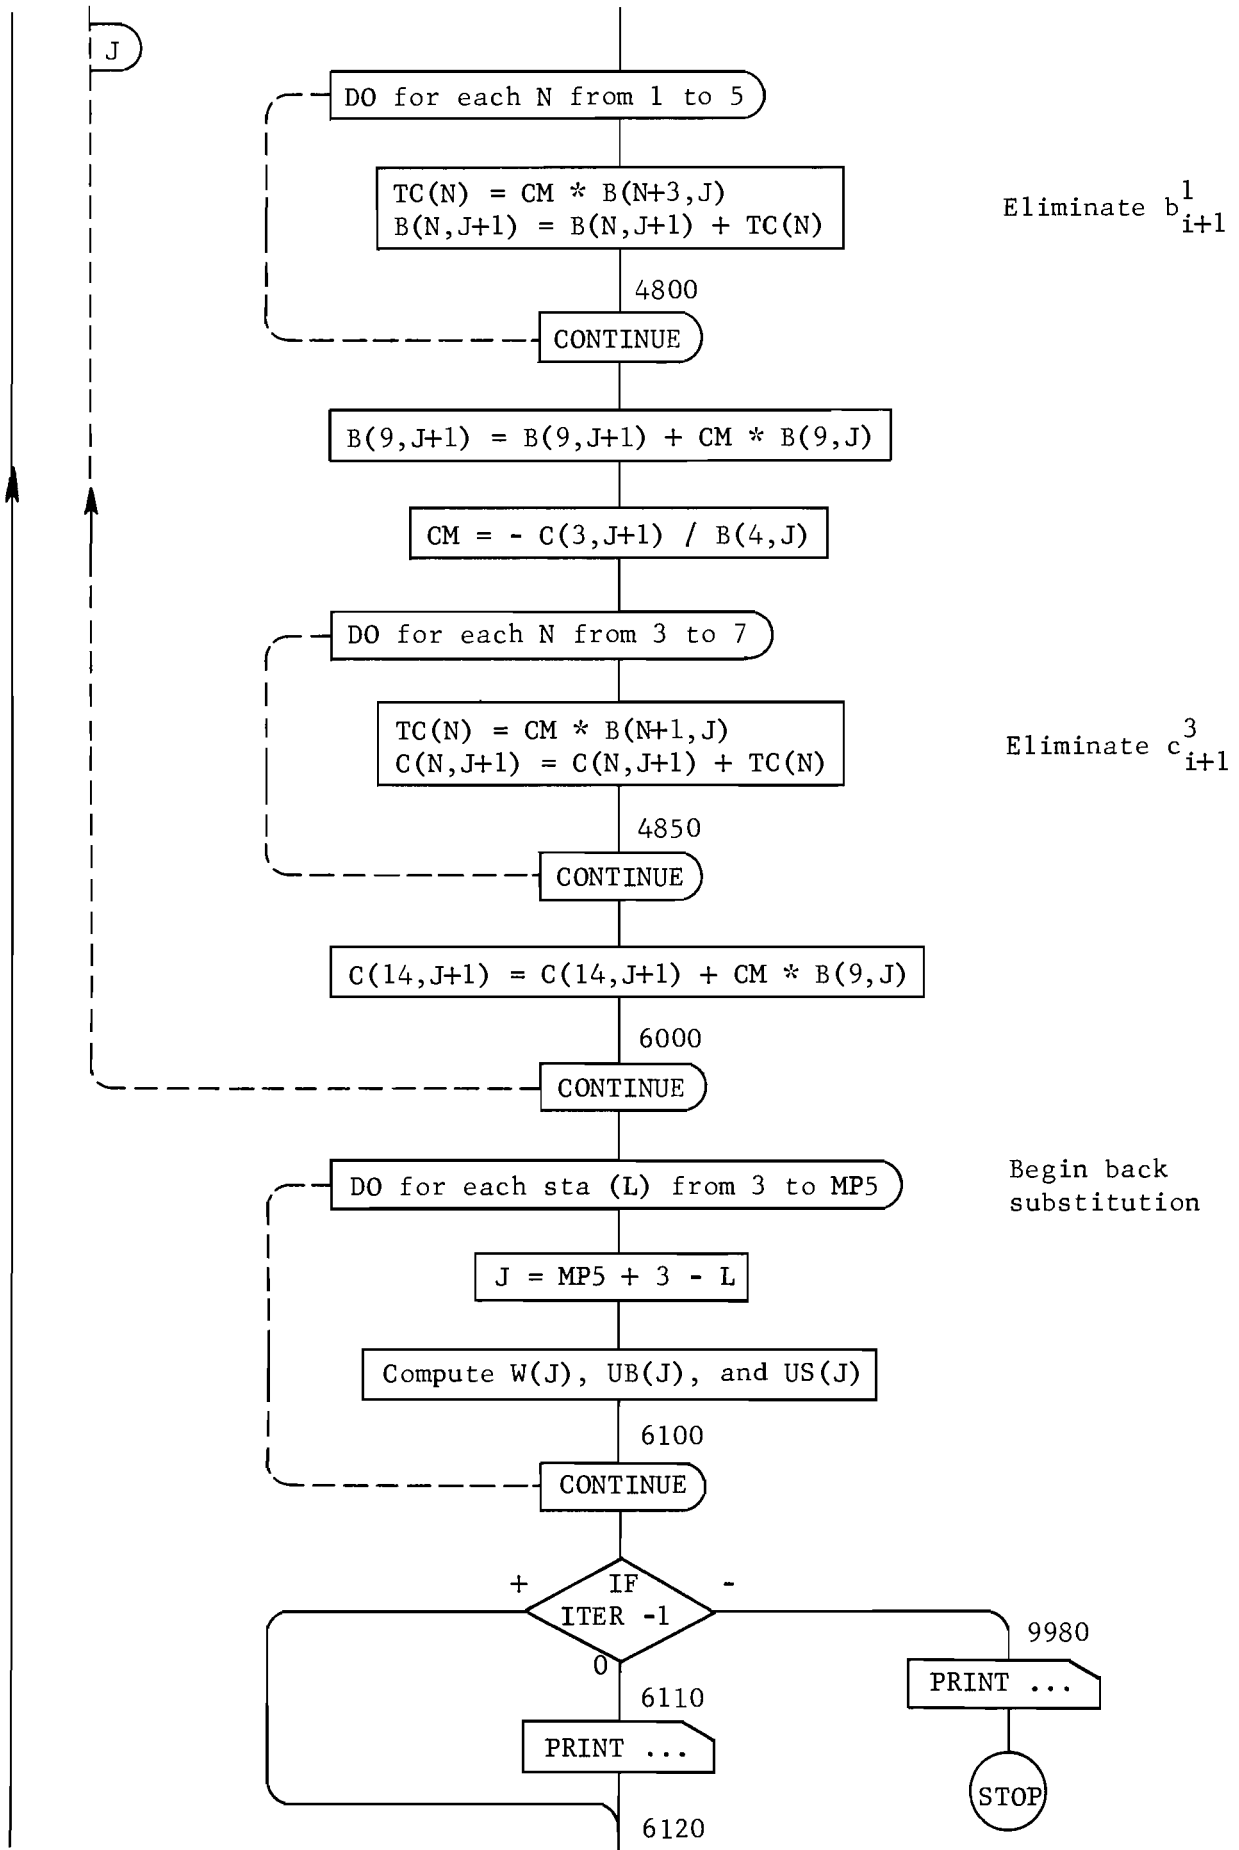 J
DO for each N from 1 to 5
TC(N) = CM * B(N+3,J)
B(N,J+1) = B(N,J+1) + TC(N)
Eliminate b^1_{i+1}
4800
CONTINUE
B(9,J+1) = B(9,J+1) + CM * B(9,J)
CM = - C(3,J+1) / B(4,J)
DO for each N from 3 to 7
TC(N) = CM * B(N+1,J)
C(N,J+1) = C(N,J+1) + TC(N)
Eliminate c^3_{i+1}
4850
CONTINUE
C(14,J+1) = C(14,J+1) + CM * B(9,J)
6000
CONTINUE
DO for each sta (L) from 3 to MP5
Begin back
substitution
J = MP5 + 3 - L
Compute W(J), UB(J), and US(J)
6100
CONTINUE
+
IF
-
ITER -1
0
9980
PRINT ...
6110
PRINT ...
STOP
6120